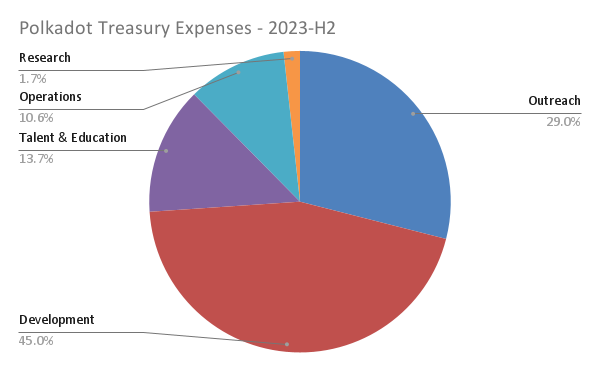 Polkadot Treasury Expenses - 2023-H2
Research
1.7%
Operations
10.6%
Talent & Education
13.7%
Outreach
29.0%
Development
45.0%